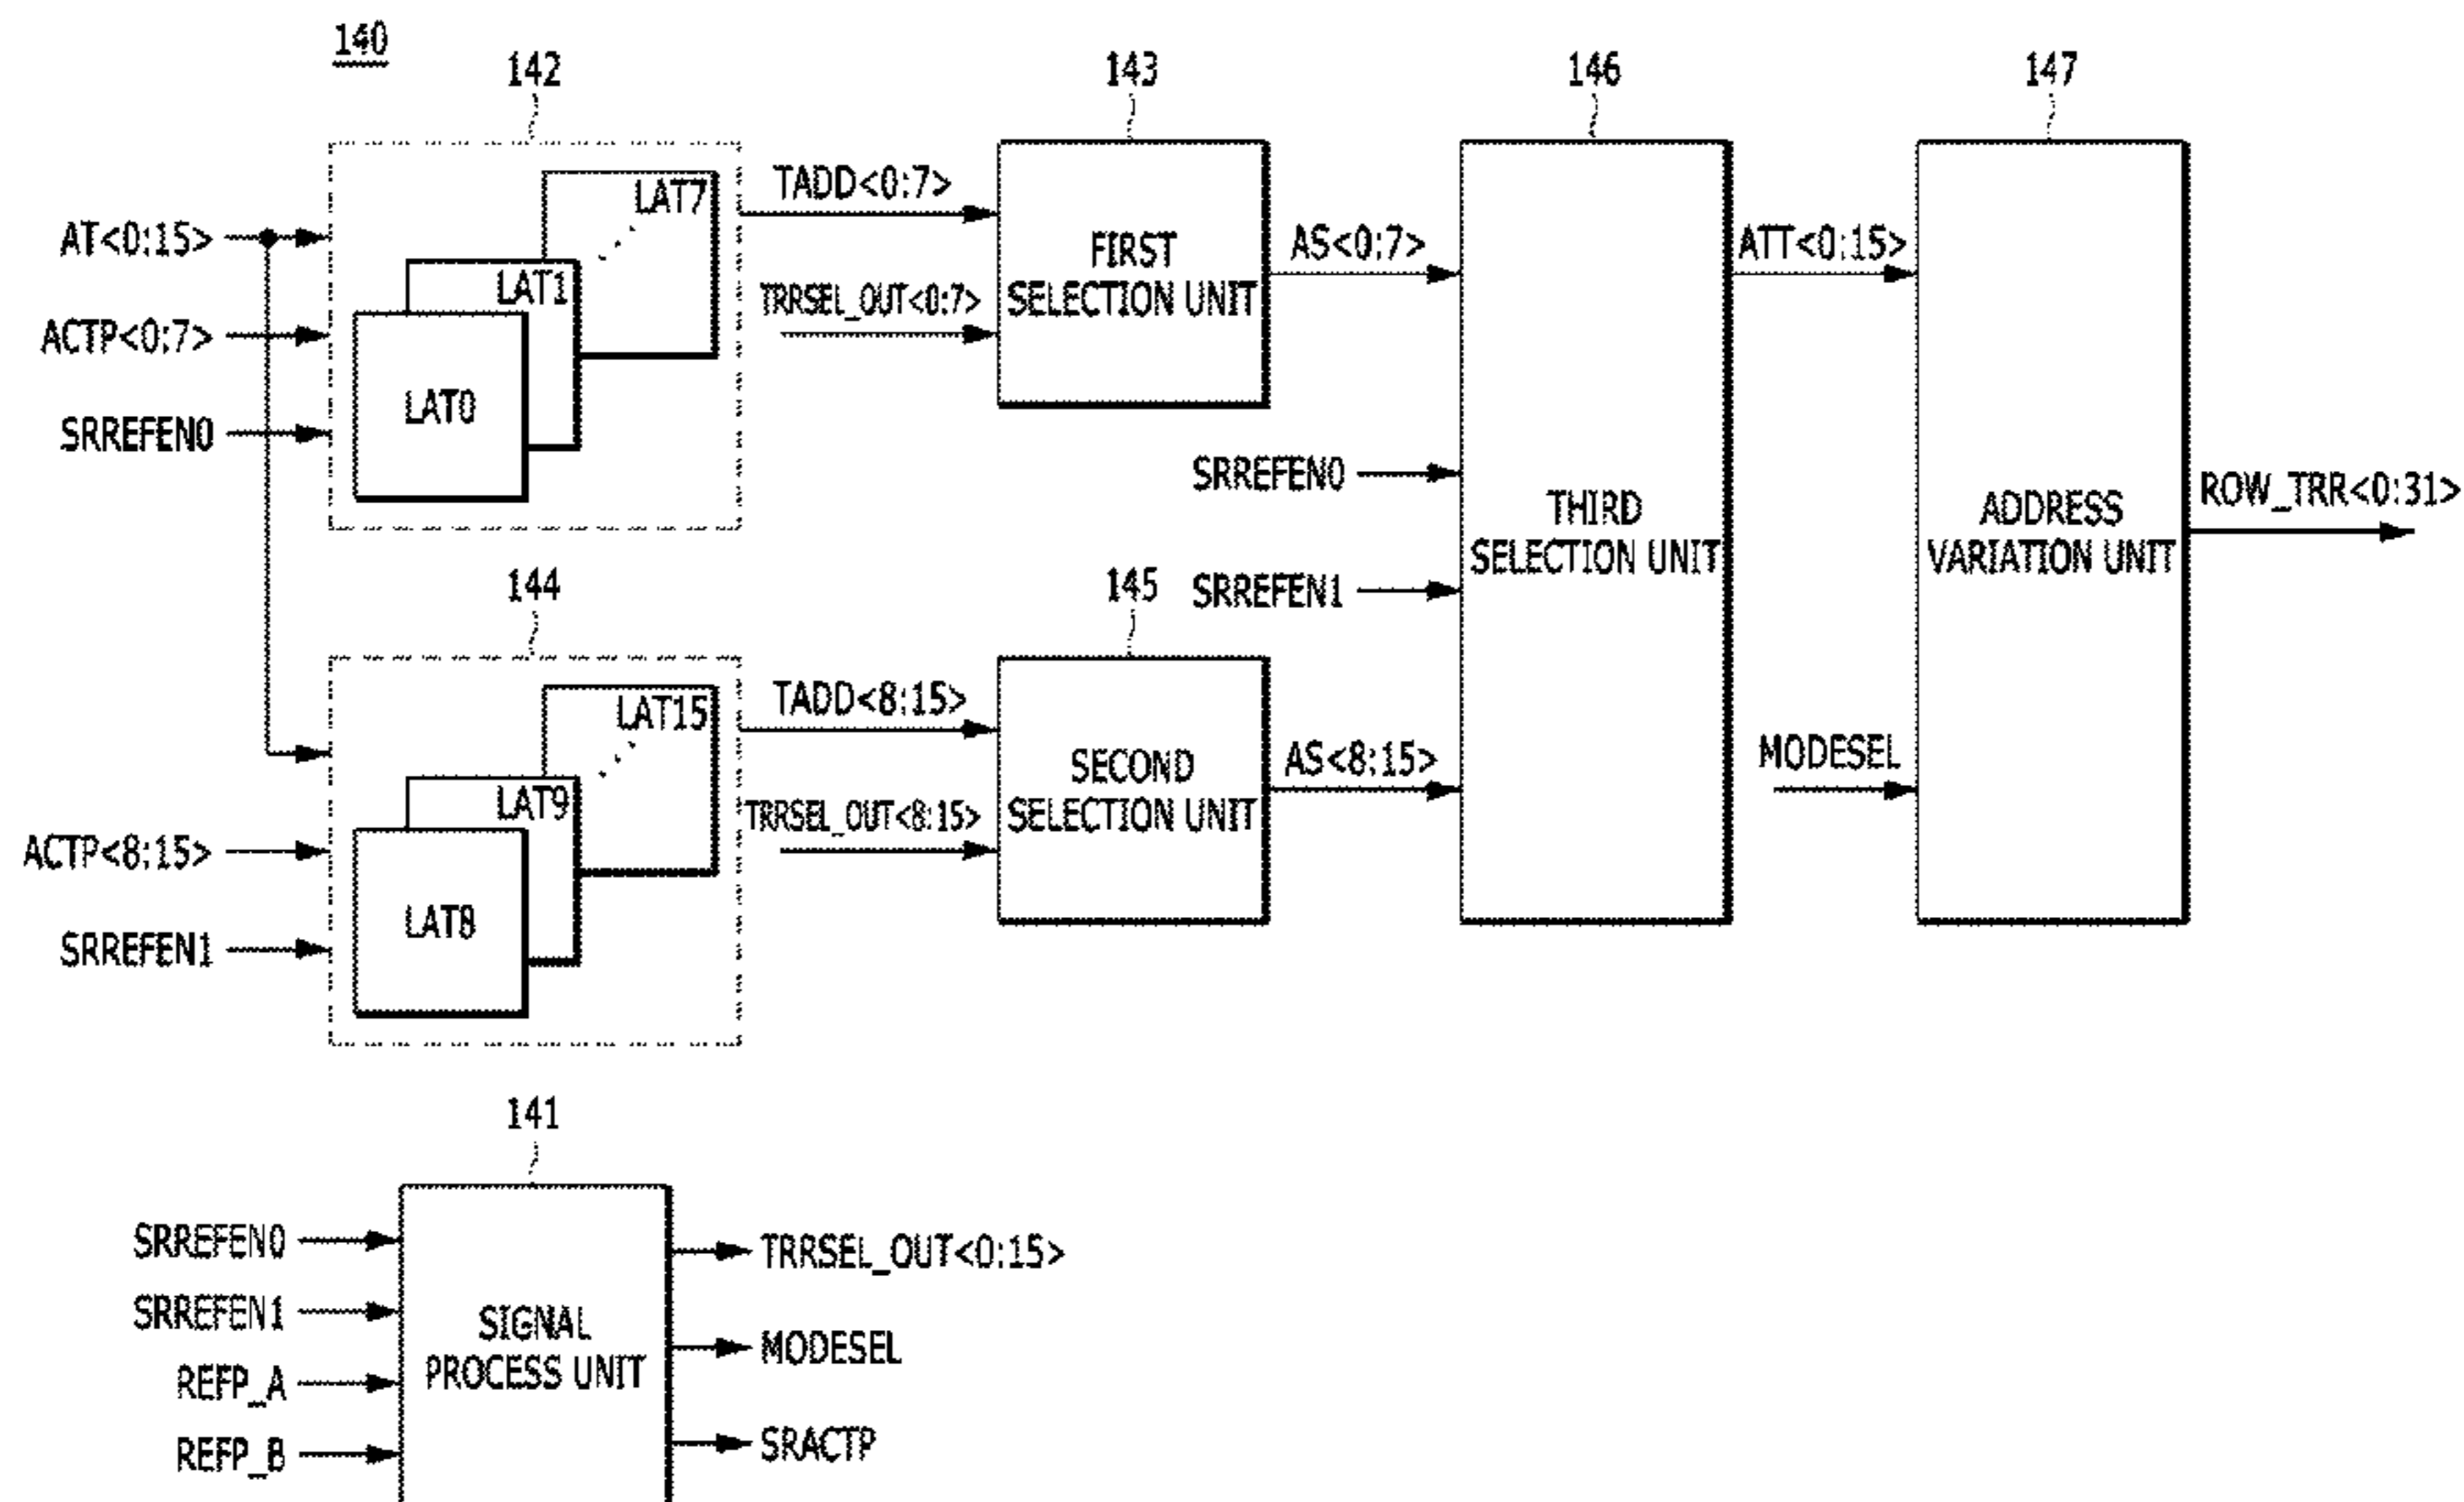 140
142
143
146
147
AT<0:15>
ACTP<0:7>
SRREFEN0
LAT7
LAT1
LAT0
TADD<0:7>
TRRSEL_OUT<0:7>
FIRST
SELECTION UNIT
AS<0:7>
SRREFEN0
SRREFEN1
THIRD
SELECTION UNIT
ATT<0:15>
MODESEL
ADDRESS
VARIATION UNIT
ROW_TRR<0:31>
144
145
ACTP<8:15>
SRREFEN1
LAT15
LAT9
LAT8
TADD<8:15>
TRRSEL_OUT<8:15>
SECOND
SELECTION UNIT
AS<8:15>
141
SRREFEN0
SRREFEN1
REFP_A
REFP_B
SIGNAL
PROCESS UNIT
TRRSEL_OUT<0:15>
MODESEL
SRACTP